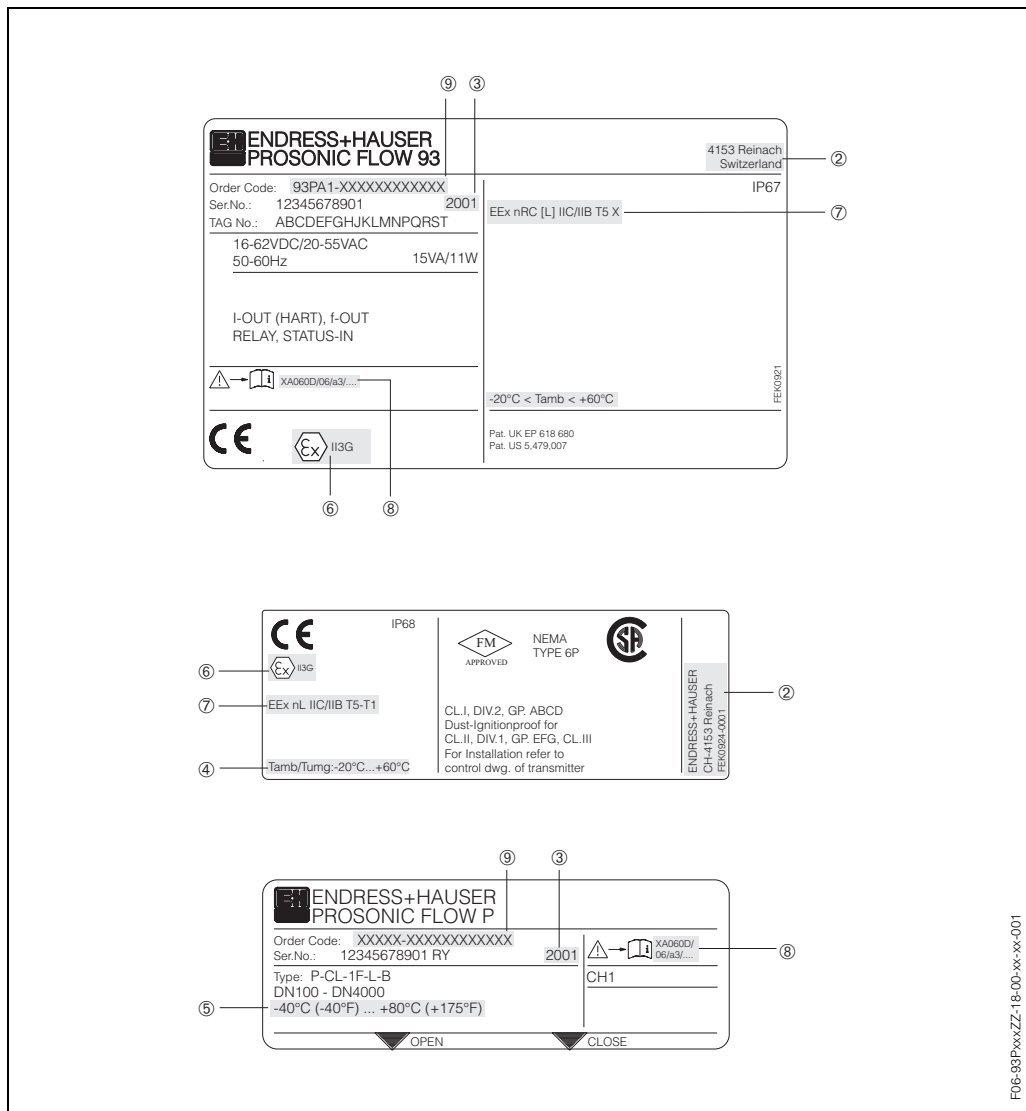 ⑨ ③
ENDRESS+HAUSER
PROSONIC FLOW 93
4153 Reinach
Switzerland
②
Order Code: 93PA1-XXXXXXXXXXXX
Ser.No.: 12345678901 2001
TAG No.: ABCDEFGHJKLMNPQRST
IP67
EEx nRC [L] IIC/IIB T5 X
⑦
16-62VDC/20-55VAC
50-60Hz 15VA/11W
I-OUT (HART), f-OUT
RELAY, STATUS-IN
i XA060D/06/a3/....
-20°C < Tamb < +60°C
FEK0921
CE Ex II3G
Pat. UK EP 618 680
Pat. US 5,479,007
⑥ ⑧
CE
IP68
⑥ Ex II3G
⑦ EEx nL IIC/IIB T5-T1
④ Tamb/Tumg:-20°C...+60°C
FM
APPROVED
NEMA
TYPE 6P
CSA
CL.I, DIV.2, GP. ABCD
Dust-Ignitionproof for
CL.II, DIV.1, GP. EFG, CL.III
For Installation refer to
control dwg. of transmitter
ENDRESS+HAUSER
CH-4153 Reinach
FEK0924-0001
②
⑨ ③
EH ENDRESS+HAUSER
PROSONIC FLOW P
Order Code: XXXXX-XXXXXXXXXXXX
Ser.No.: 12345678901 RY 2001
i XA060D/
06/a3/....
⑧
Type: P-CL-1F-L-B
DN100 - DN4000
⑤ -40°C (-40°F) ... +80°C (+175°F)
CH1
OPEN CLOSE
F06-93PxxxZZ-18-00-xx-xx-001